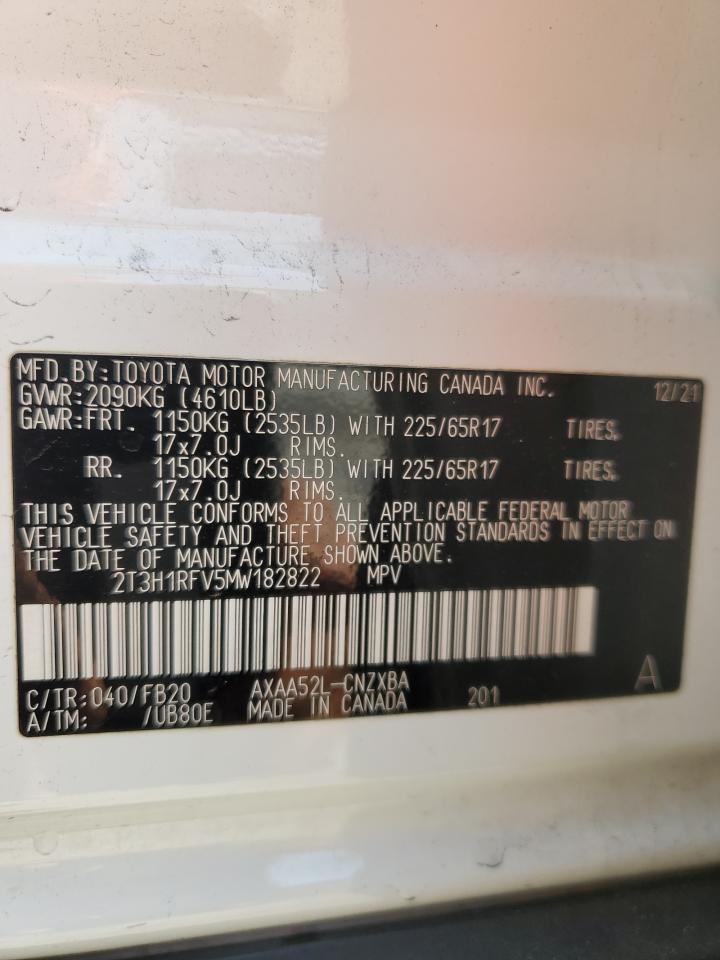 MFD.BY:TOYOTA MOTOR MANUFACTURING CANADA INC. 12/21
GVWR:2090KG (4610LB)
GAWR:FRT. 1150KG (2535LB) WITH 225/65R17 TIRES,
17x7.0J RIMS.
RR. 1150KG (2535LB) WITH 225/65R17 TIRES,
17x7.0J RIMS.
THIS VEHICLE CONFORMS TO ALL APPLICABLE FEDERAL MOTOR
VEHICLE SAFETY AND THEFT PREVENTION STANDARDS IN EFFECT ON
THE DATE OF MANUFACTURE SHOWN ABOVE.
2T3H1RFV5MW182822 MPV
C/TR:040/FB20 AXAA52L-CNZXBA 201 A
A/TM: /UB80E MADE IN CANADA